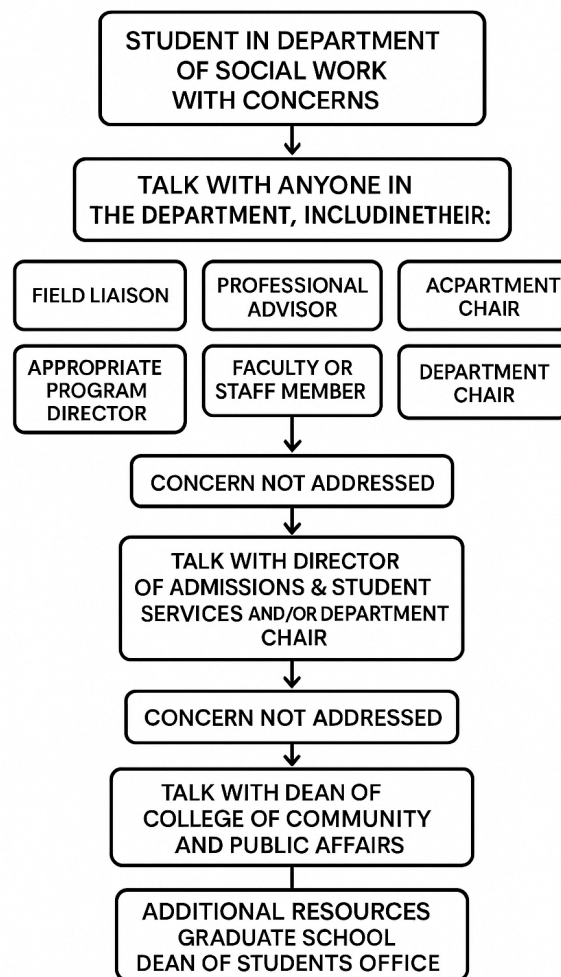 STUDENT IN DEPARTMENT
OF SOCIAL WORK
WITH CONCERNS
TALK WITH ANYONE IN
THE DEPARTMENT, INCLUDINETHEIR:
FIELD LIAISON
PROFESSIONAL
ADVISOR
ACPARTMENT
CHAIR
APPROPRIATE
PROGRAM
DIRECTOR
FACULTY OR
STAFF MEMBER
DEPARTMENT
CHAIR
CONCERN NOT ADDRESSED
TALK WITH DIRECTOR
OF ADMISSIONS & STUDENT
SERVICES AND/OR DEPARTMENT
CHAIR
CONCERN NOT ADDRESSED
TALK WITH DEAN OF
COLLEGE OF COMMUNITY
AND PUBLIC AFFAIRS
ADDITIONAL RESOURCES
GRADUATE SCHOOL
DEAN OF STUDENTS OFFICE